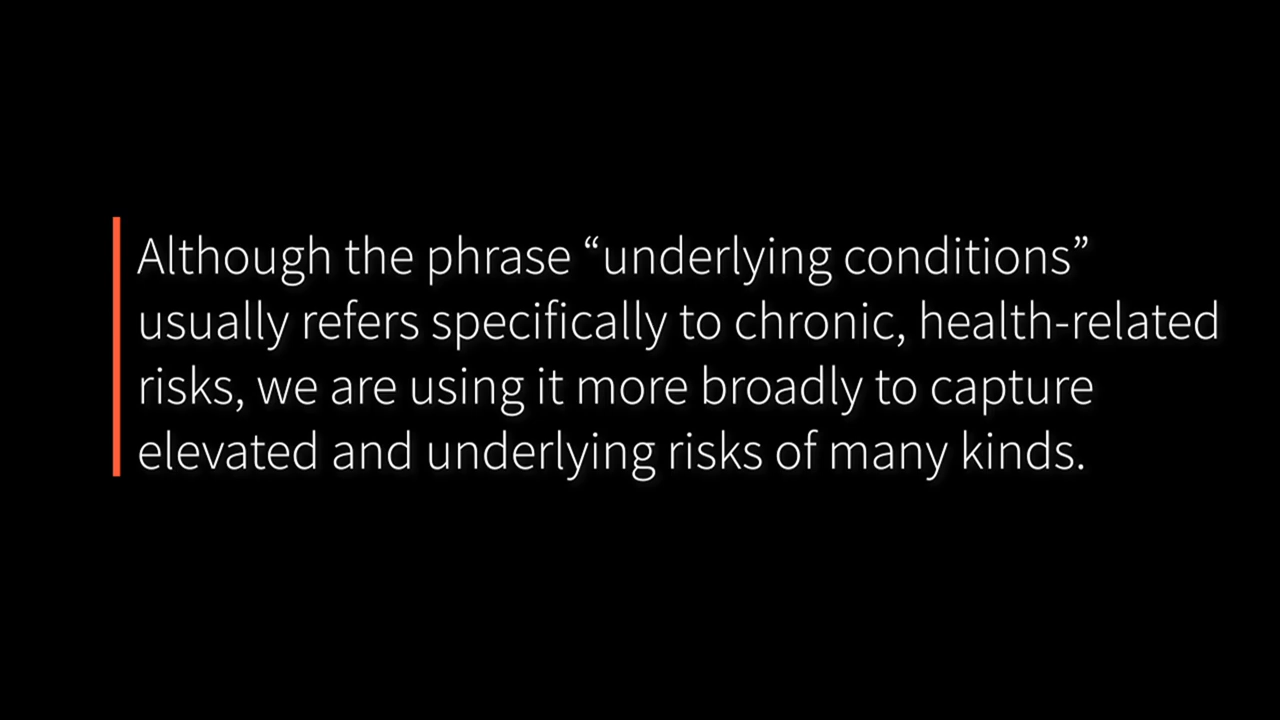 Although the phrase “underlying conditions”
usually refers specifically to chronic, health-related
risks, we are using it more broadly to capture
elevated and underlying risks of many kinds.